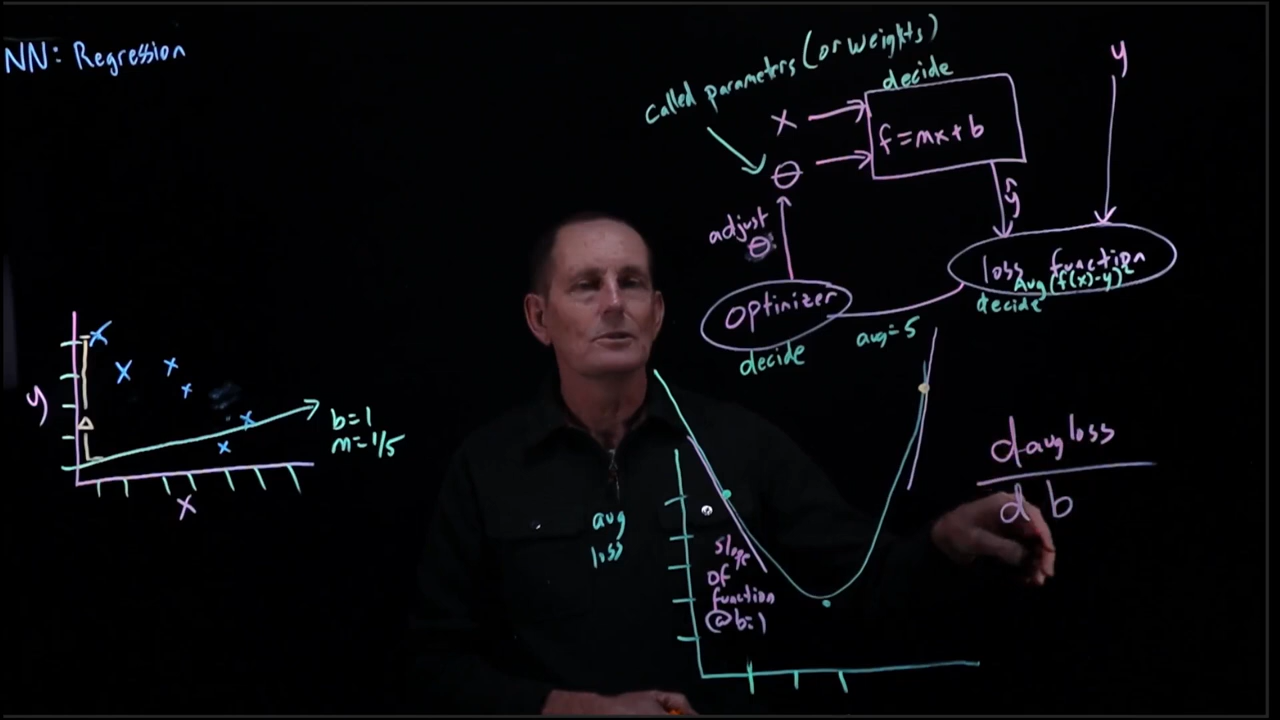 NN: Regression
called parameters (or weights)
decide
y
x
f=mx+b
θ
ŷ
adjust
θ
loss function
Avg(f(x)-y)²
decide
optimizer
decide
avg=5
y
b=1
m=1/5
x
avg
loss
slope
of
function
@b=1
d avg loss
d b